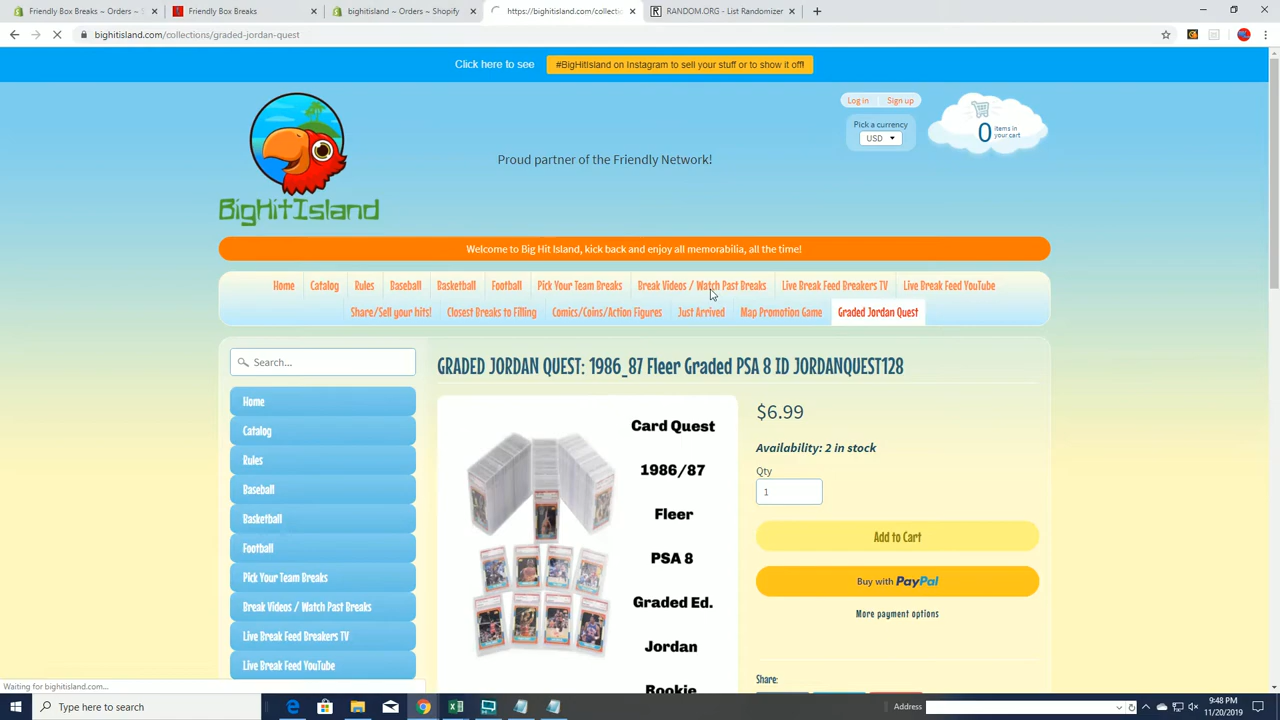 Friendly Box Breaks ~ Orders ~ S
Friendly Box Breaks
bighitisland ~ Orders ~ Shopify
https://bighitisland.com/collecti
RANDOM.ORG - List Randomizer
bighitisland.com/collections/graded-jordan-quest
Click here to see #BigHitIsland on Instagram to sell your stuff or to show it off!
Log in Sign up
Pick a currency
USD
0 items in your cart
Proud partner of the Friendly Network!
BigHitIsland
Welcome to Big Hit Island, kick back and enjoy all memorabilia, all the time!
Home Catalog Rules Baseball Basketball Football Pick Your Team Breaks Break Videos / Watch Past Breaks Live Break Feed Breakers TV Live Break Feed YouTube
Share/Sell your hits! Closest Breaks to Filling Comics/Coins/Action Figures Just Arrived Map Promotion Game Graded Jordan Quest
Search...
Home
Catalog
Rules
Baseball
Basketball
Football
Pick Your Team Breaks
Break Videos / Watch Past Breaks
Live Break Feed Breakers TV
Live Break Feed YouTube
GRADED JORDAN QUEST: 1986_87 Fleer Graded PSA 8 ID JORDANQUEST128
Card Quest
1986/87
Fleer
PSA 8
Graded Ed.
Jordan
Rookie
$6.99
Availability: 2 in stock
Qty
1
Add to Cart
Buy with PayPal
More payment options
Share:
Waiting for bighitisland.com...
Type here to search
Address
9:48 PM
11/20/2019